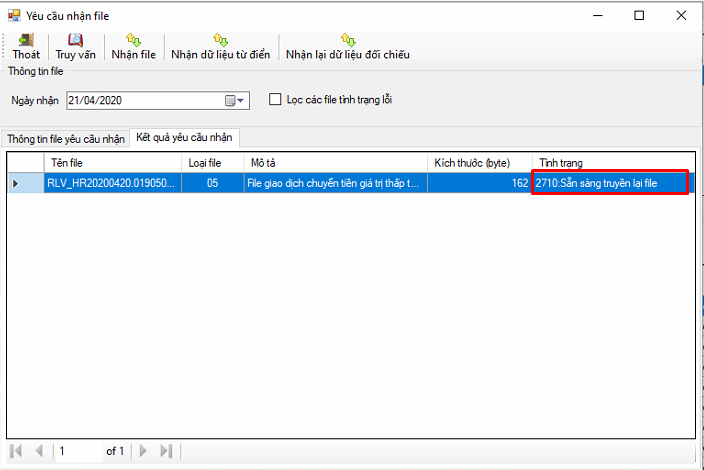 Yêu cầu nhận file
Thoát Truy vấn Nhận file Nhận dữ liệu từ điển Nhận lại dữ liệu đối chiếu
Thông tin file
Ngày nhận 21/04/2020 Lọc các file tình trạng lỗi
Thông tin file yêu cầu nhận Kết quả yêu cầu nhận
Tên file Loại file Mô tả Kích thước (byte) Tình trạng
RLV_HR20200420.019050... 05 File giao dịch chuyển tiền giá trị thấp t... 162 2710:Sẵn sàng truyền lại file
1 of 1